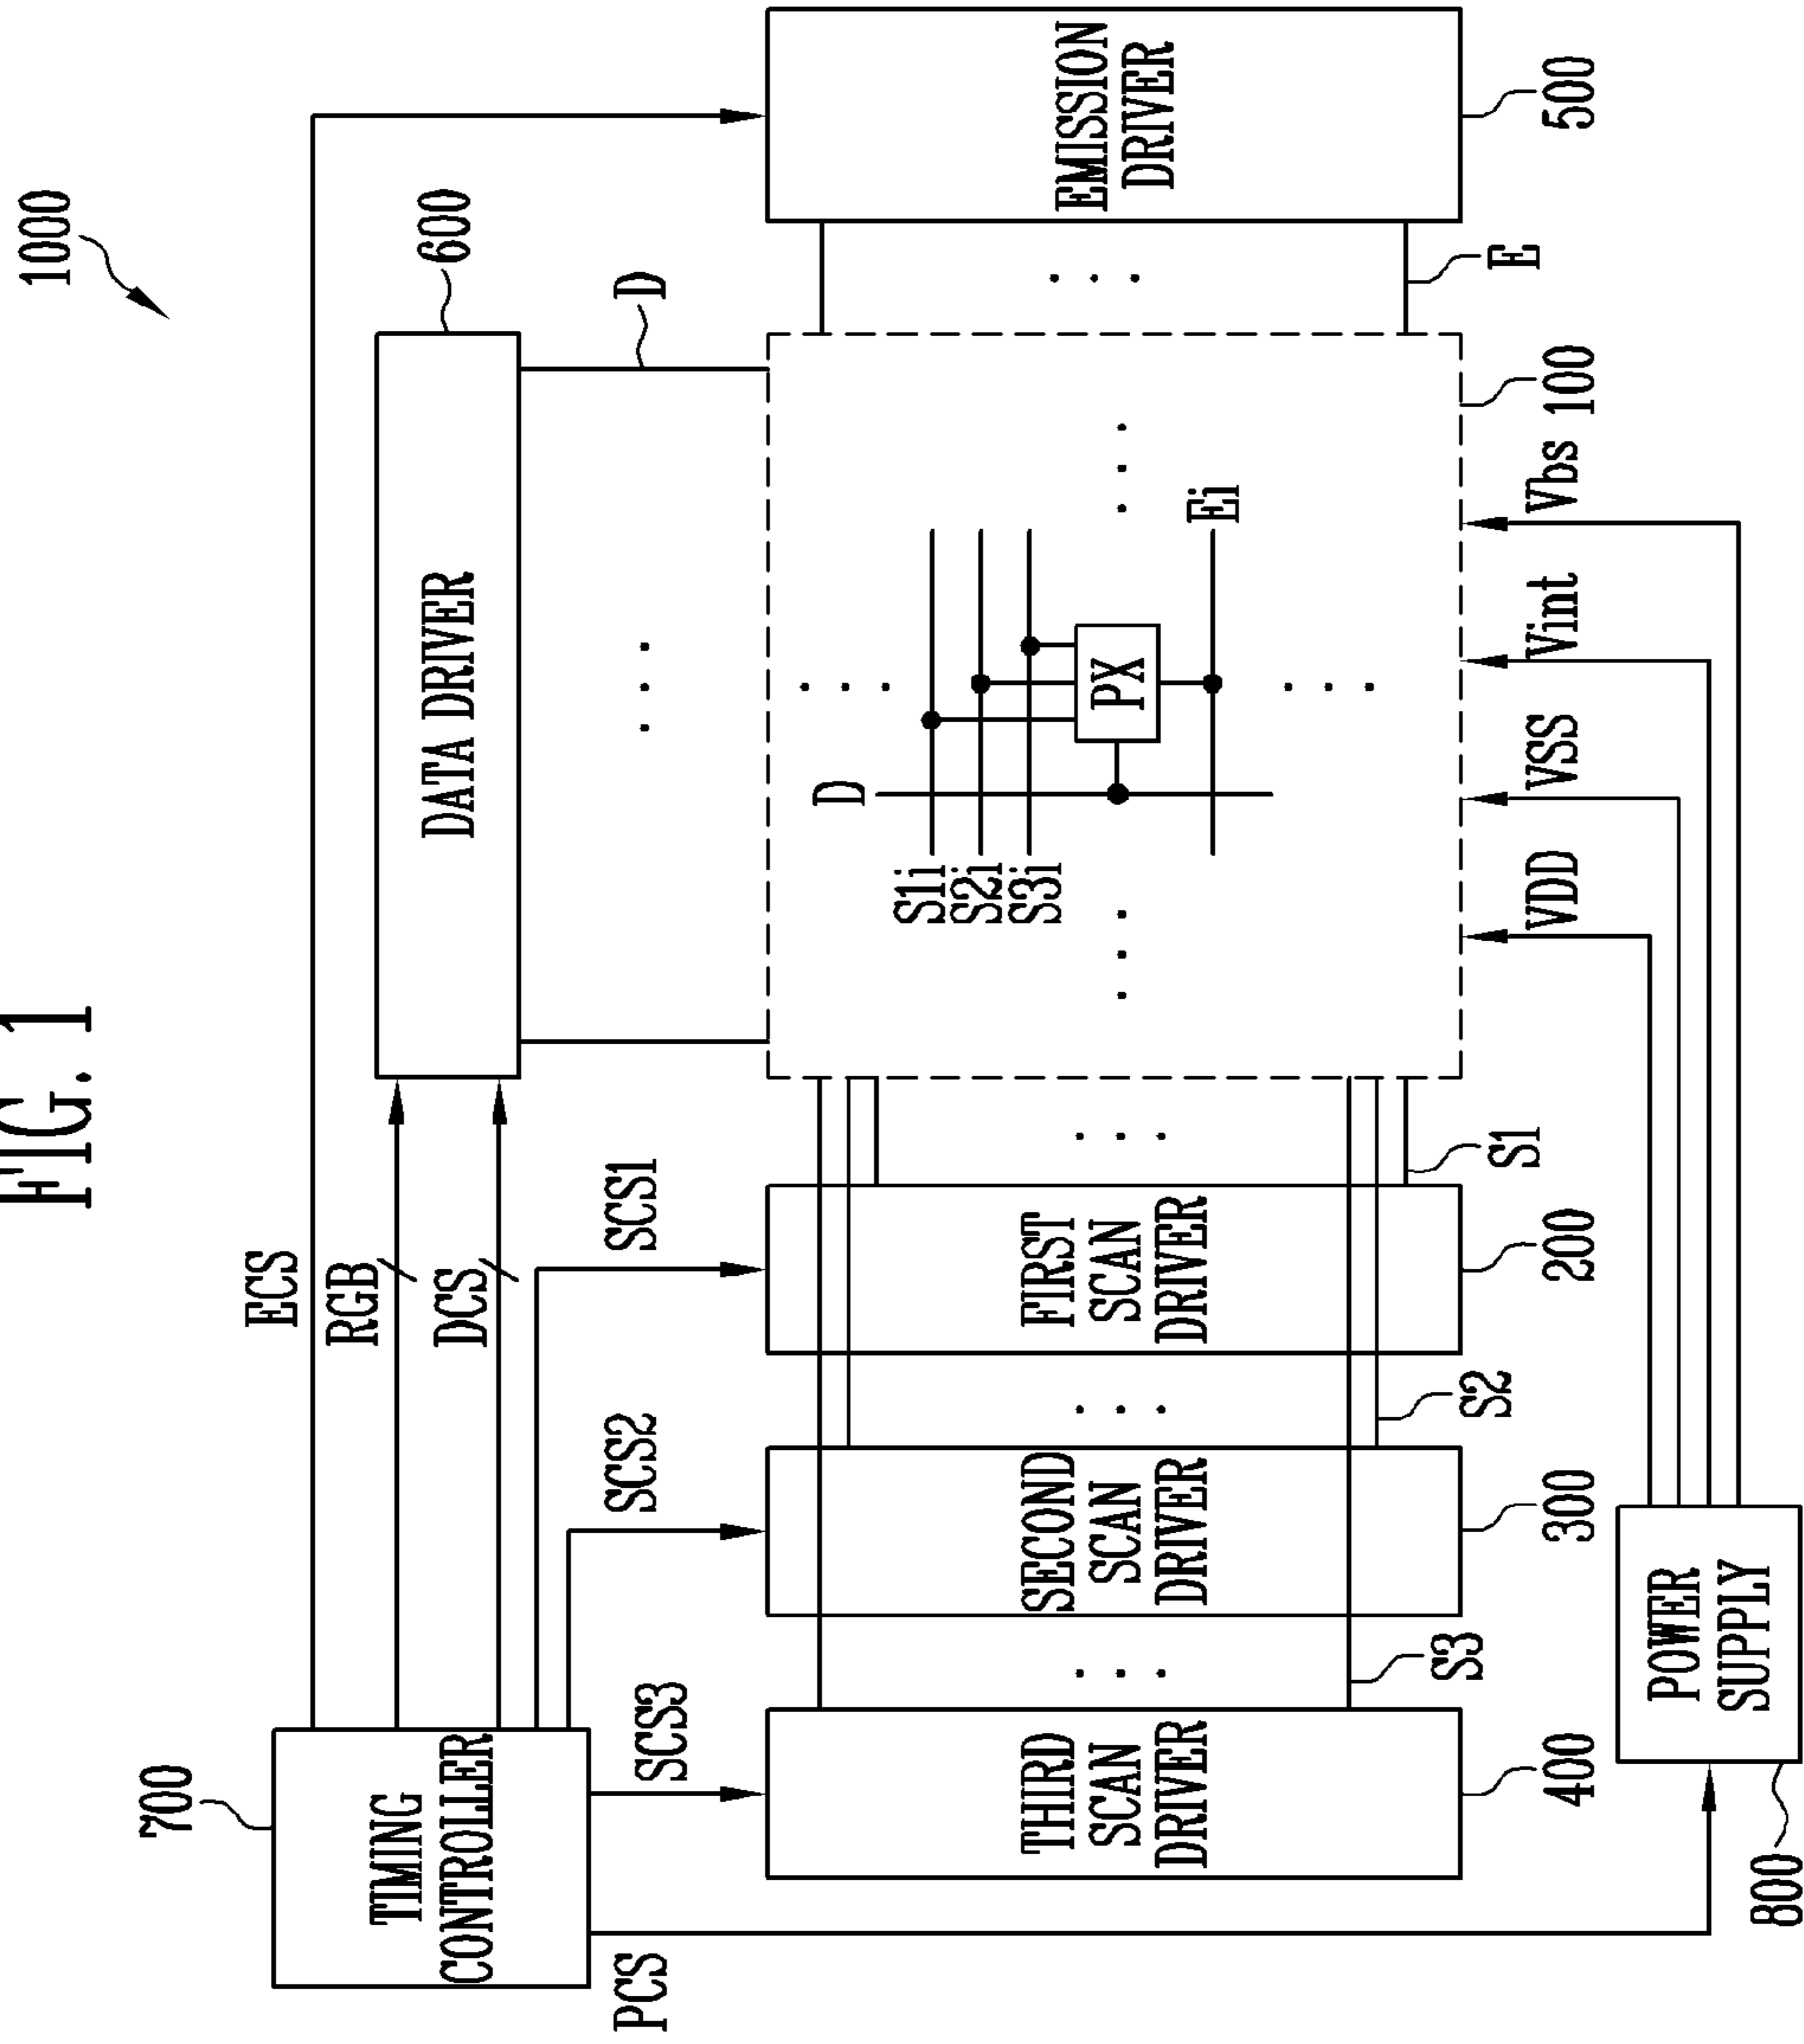 FIG. 1
1000
700
TIMING
CONTROLLER
ECS
RGB
DCS
DATA DRIVER
600
PCS
SCS3
SCS2
SCS1
D
THIRD
SCAN
DRIVER
SECOND
SCAN
DRIVER
FIRST
SCAN
DRIVER
D
S1i
S2i
S3i
PX
Ei
EMISSION
DRIVER
S3
S2
S1
E
400
300
200
VDD
VSS
Vint
Vbs
100
500
POWER
SUPPLY
800